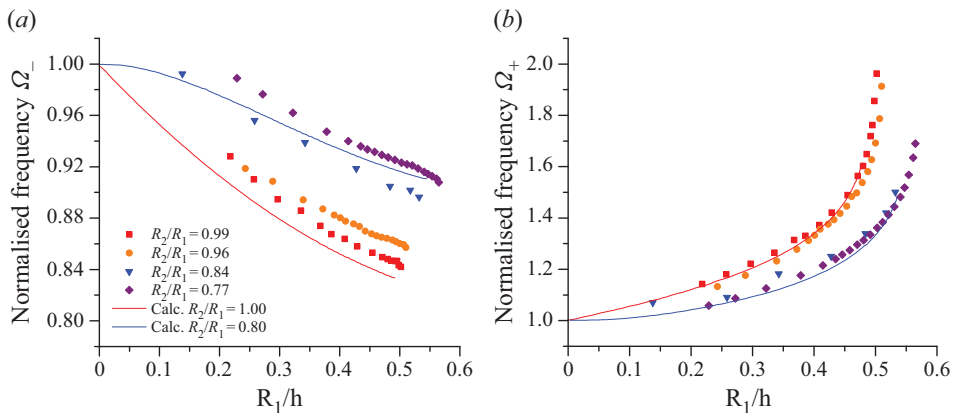 (a)
Normalised frequency Ω₋
1.00
0.96
0.92
0.88
0.84
0.80
R₂/R₁ = 0.99
R₂/R₁ = 0.96
R₂/R₁ = 0.84
R₂/R₁ = 0.77
Calc. R₂/R₁ = 1.00
Calc. R₂/R₁ = 0.80
0 0.1 0.2 0.3 0.4 0.5 0.6
R₁/h
(b)
Normalised frequency Ω₊
2.0
1.8
1.6
1.4
1.2
1.0
0 0.1 0.2 0.3 0.4 0.5 0.6
R₁/h